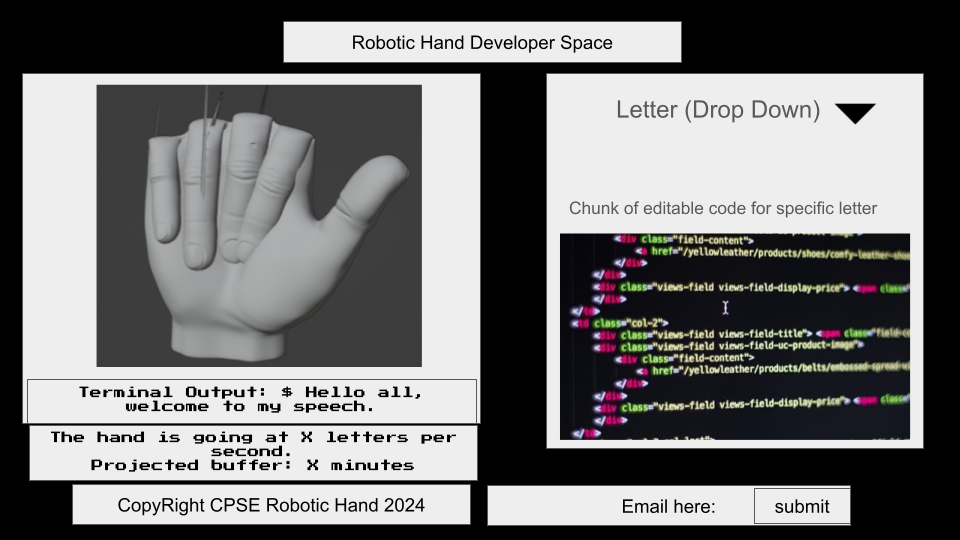 Robotic Hand Developer Space
Letter (Drop Down)
Chunk of editable code for specific letter
<div class="field-content">
<a href="/yellowleather/products/shoes/comfy-leather-shoe
</div>
</div>
<div class="views-field views-field-display-price"> <span class=
</div>
</td>
<td class="col-2">
<div class="views-field views-field-title"> <span class="field-co
<div class="views-field views-field-uc-product-image">
<div class="field-content">
<a href="/yellowleather/products/belts/embossed-spread-
</div>
</div>
<div class="views-field views-field-display-price"> <span class=
</div>
</td>
Terminal Output: $ Hello all,
welcome to my speech.
The hand is going at X letters per
second.
Projected buffer: X minutes
CopyRight CPSE Robotic Hand 2024
Email here:
submit